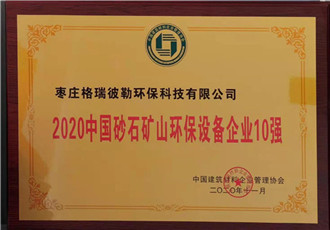 枣庄格瑞彼勒环保科技有限公司
2020中国砂石矿山环保设备企业10强
中国建筑材料企业管理协会
二〇二〇年十一月